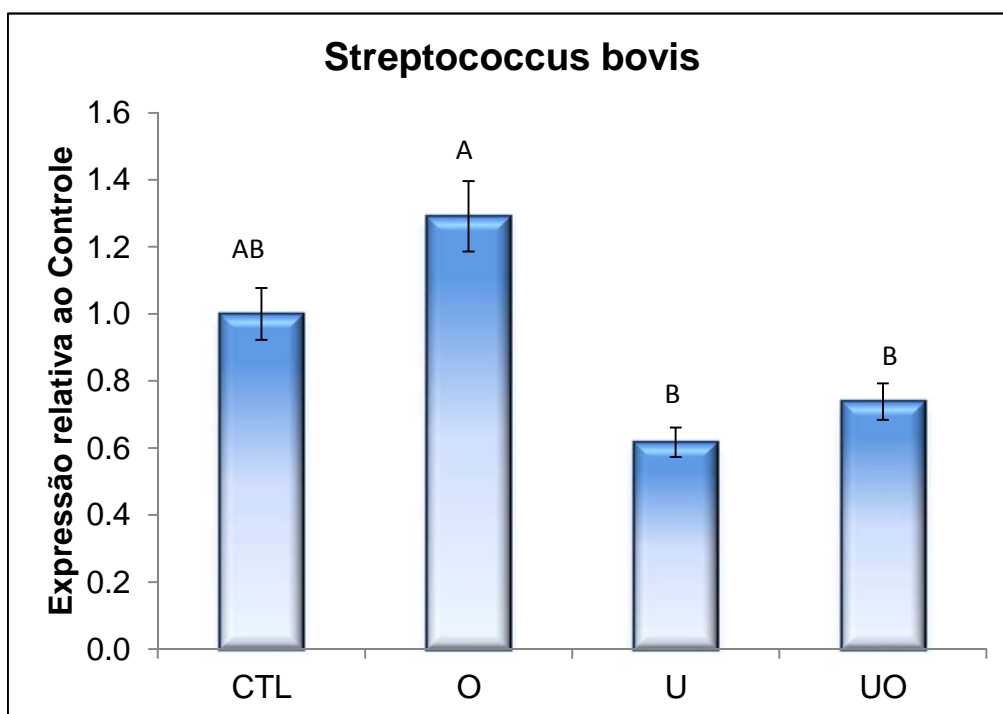 Streptococcus bovis
Expressão relativa ao Controle
1.6
1.4
1.2
1.0
0.8
0.6
0.4
0.2
0.0
AB
A
B
B
CTL O U UO